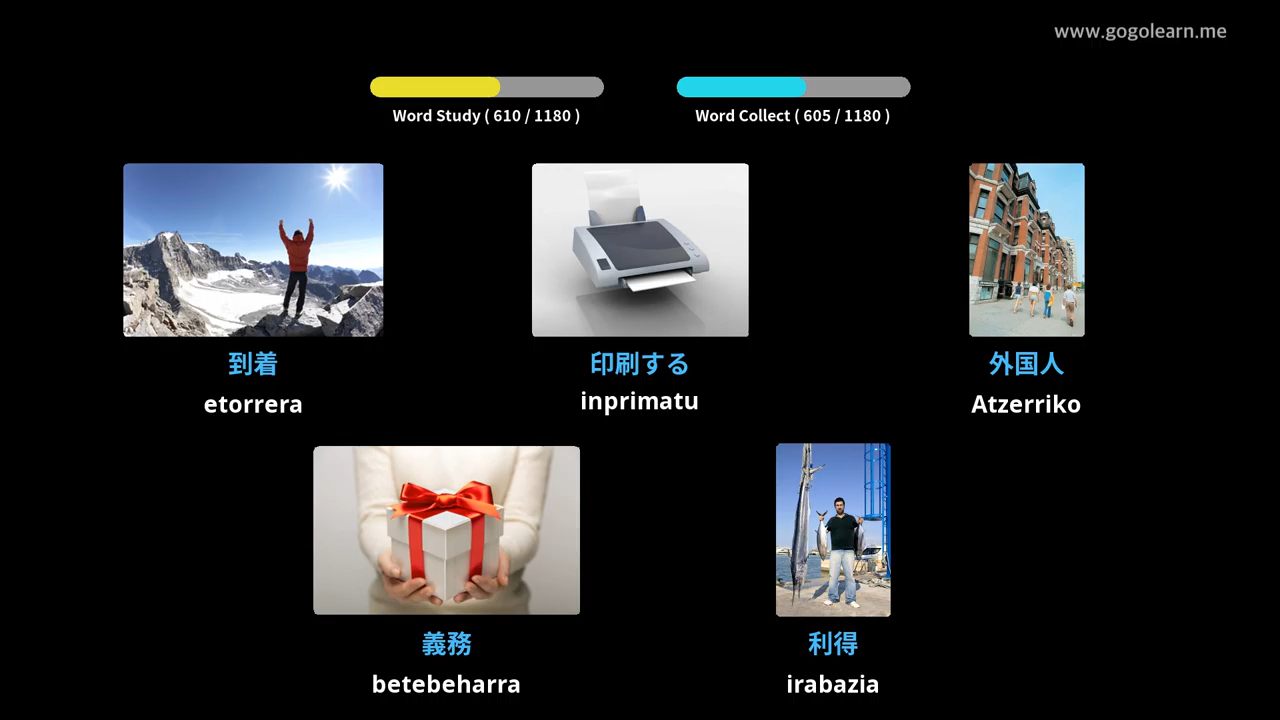 www.gogolearn.me
Word Study ( 610 / 1180 )
Word Collect ( 605 / 1180 )
到着
印刷する
外国人
etorrera
inprimatu
Atzerriko
義務
利得
betebeharra
irabazia